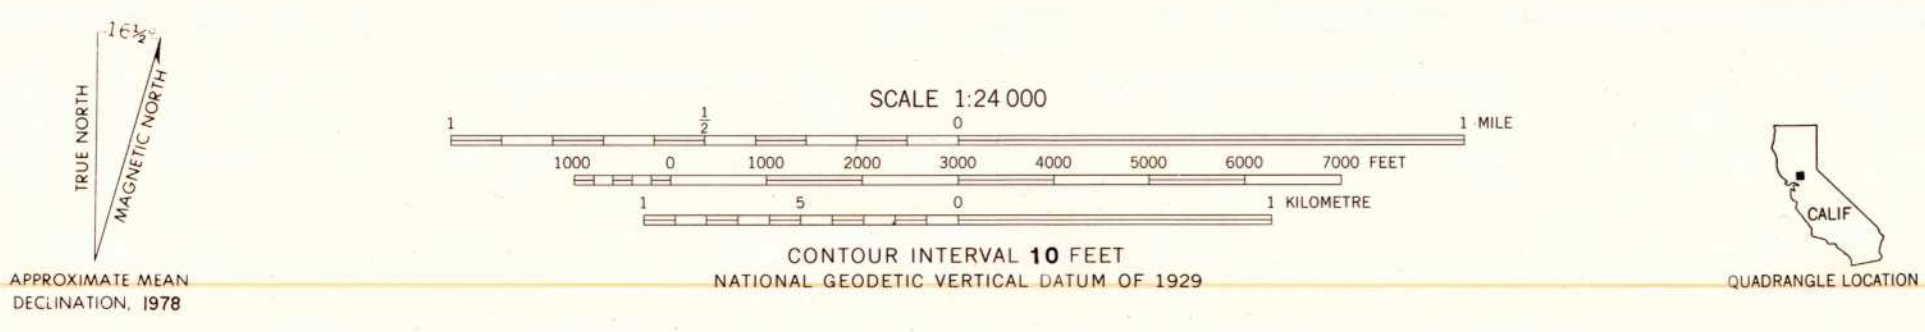 16½°
TRUE NORTH
MAGNETIC NORTH
APPROXIMATE MEAN
DECLINATION, 1978
SCALE 1:24 000
1 ½ 0 1 MILE
1000 0 1000 2000 3000 4000 5000 6000 7000 FEET
1 5 0 1 KILOMETRE
CONTOUR INTERVAL 10 FEET
NATIONAL GEODETIC VERTICAL DATUM OF 1929
CALIF
QUADRANGLE LOCATION